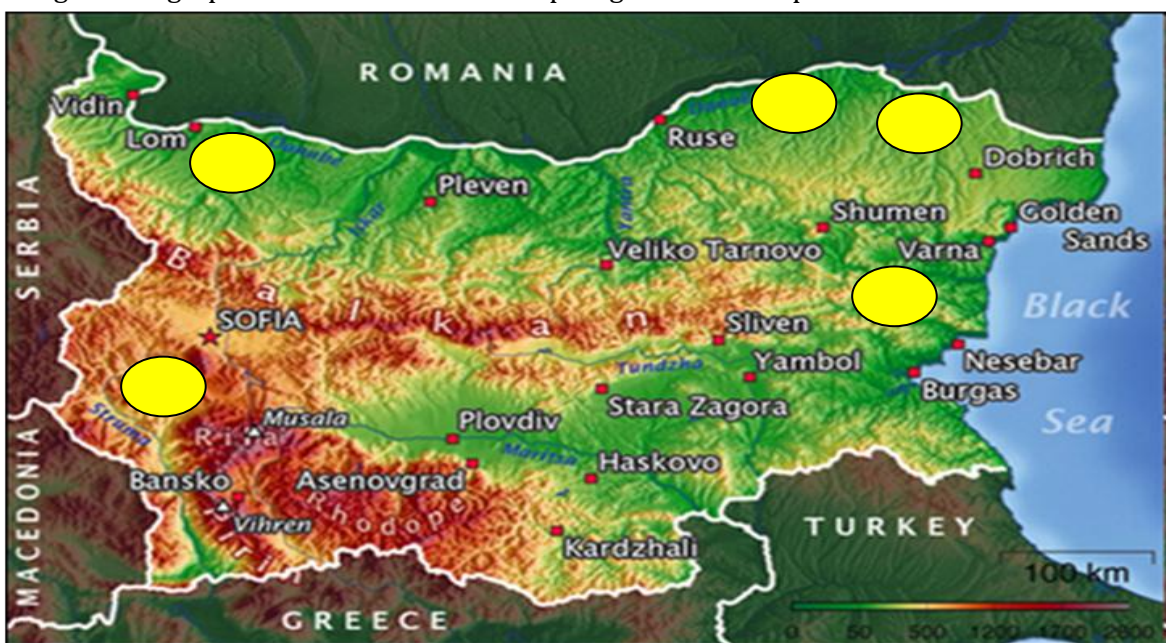 ROMANIA
Vidin
Lom
Danube
Ruse
Dobrich
Pleven
Iskar
Yantra
Shumen
Golden
Sands
SERBIA
Veliko Tarnovo
Varna
Balkan
Black
Sea
SOFIA
Sliven
Tundzha
Yambol
Nesebar
Burgas
Stara Zagora
Struma
Musala
Rila
Plovdiv
Maritsa
Haskovo
Bansko
Asenovgrad
Rhodope
Vihren
Pirin
MACEDONIA
Kardzhali
TURKEY
GREECE
100 km
0 50 500